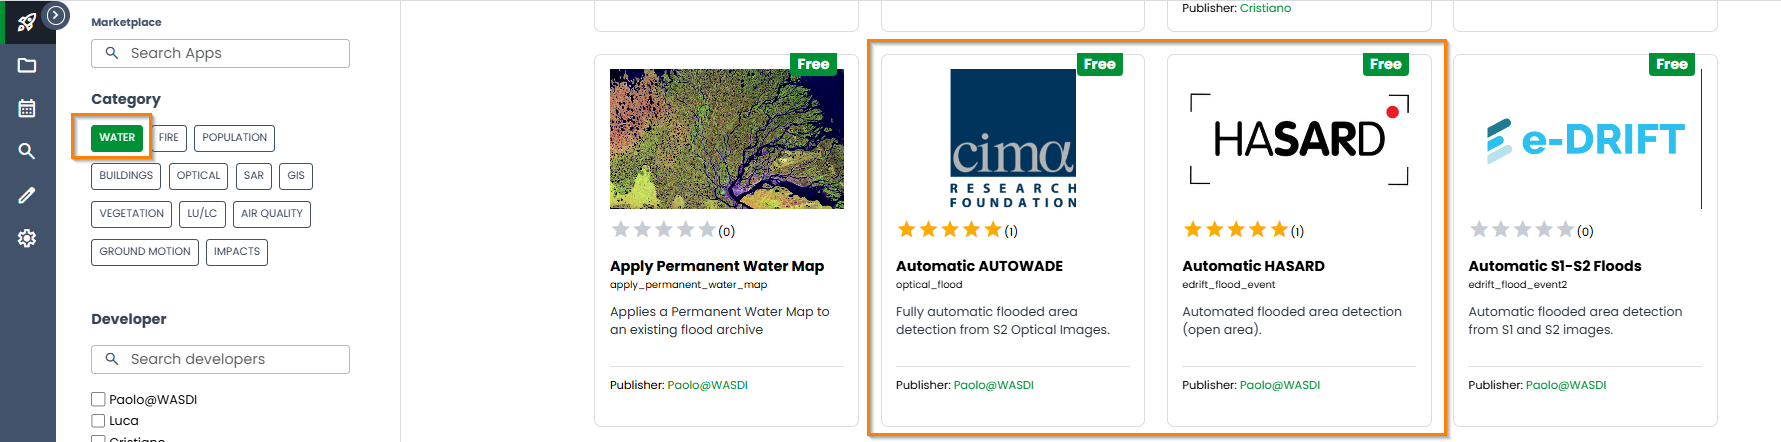 Marketplace
Search Apps
Category
WATER
FIRE
POPULATION
BUILDINGS
OPTICAL
SAR
GIS
VEGETATION
LU/LC
AIR QUALITY
GROUND MOTION
IMPACTS
Developer
Search developers
Paolo@WASDI
Luca
Cristiano
Publisher: Cristiano
Free
(0)
Apply Permanent Water Map
apply_permanent_water_map
Applies a Permanent Water Map to
an existing flood archive
Publisher: Paolo@WASDI
Free
cima
RESEARCH
FOUNDATION
(1)
Automatic AUTOWADE
optical_flood
Fully automatic flooded area
detection from S2 Optical Images.
Publisher: Paolo@WASDI
Free
HASARD
(1)
Automatic HASARD
edrift_flood_event
Automated flooded area detection
(open area).
Publisher: Paolo@WASDI
Free
e-DRIFT
(0)
Automatic S1-S2 Floods
edrift_flood_event2
Automatic flooded area detection
from S1 and S2 images.
Publisher: Paolo@WASDI